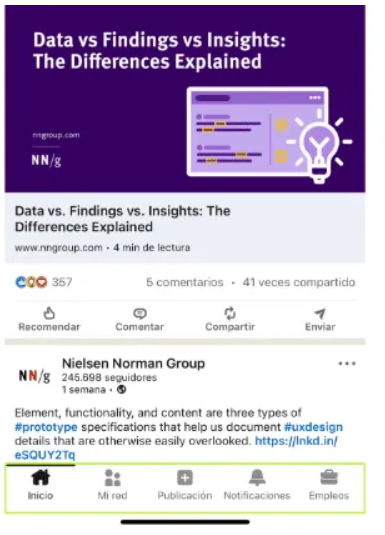 Data vs Findings vs Insights:
The Differences Explained
nngroup.com
NN/g
Data vs. Findings vs. Insights: The
Differences Explained
www.nngroup.com • 4 min de lectura
357
5 comentarios • 41 veces compartido
Recomendar
Comentar
Compartir
Enviar
NN/g
Nielsen Norman Group
245.698 seguidores
1 semana •
Element, functionality, and content are three types of
#prototype specifications that help us document #uxdesign
details that are otherwise easily overlooked. https://lnkd.in/
eSQUY2Tq
Inicio
Mi red
Publicación
Notificaciones
Empleos